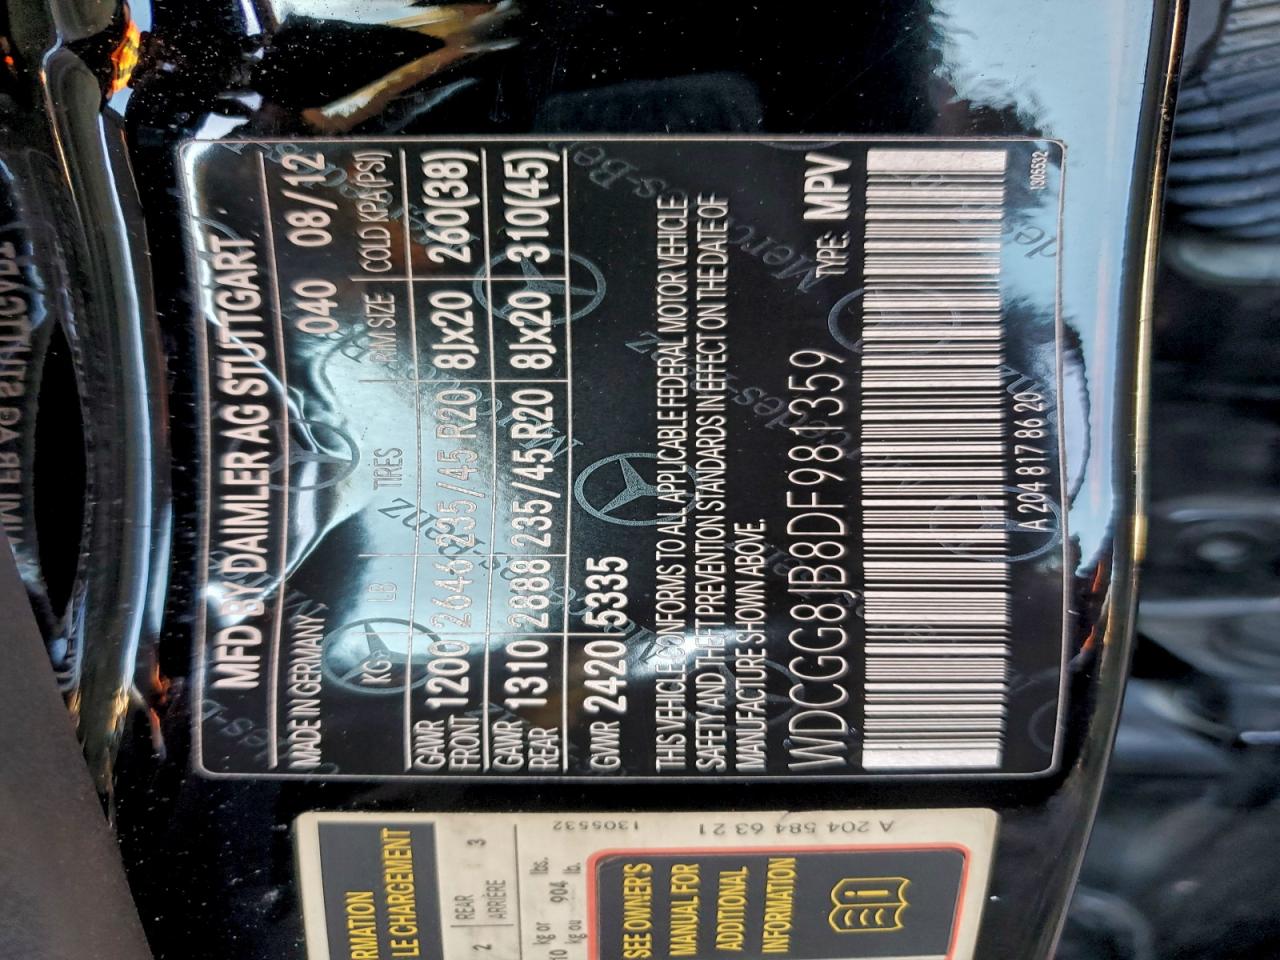 MFD BY DAIMLER AG STUTTGART
MADE IN GERMANY 040 08/12
KG LB TIRES RIM SIZE COLD KPA(PSI)
GAWR FRONT 1200 2646 235/45 R20 8Jx20 260(38)
GAWR REAR 1310 2888 235/45 R20 8Jx20 310(45)
GVWR 2420 5335
THIS VEHICLE CONFORMS TO ALL APPLICABLE FEDERAL MOTOR VEHICLE
SAFETY AND THEFT PREVENTION STANDARDS IN EFFECT ON THE DATE OF
MANUFACTURE SHOWN ABOVE.
WDCGG8JB8DF981359 TYPE: MPV
A 204 817 86 20 1305532
RMATION
LE CHARGEMENT
2 REAR 3
ARRIÈRE
kg or 904 lbs.
kg ou lb.
SEE OWNER'S
MANUAL FOR
ADDITIONAL
INFORMATION
A 204 584 63 21 1305532